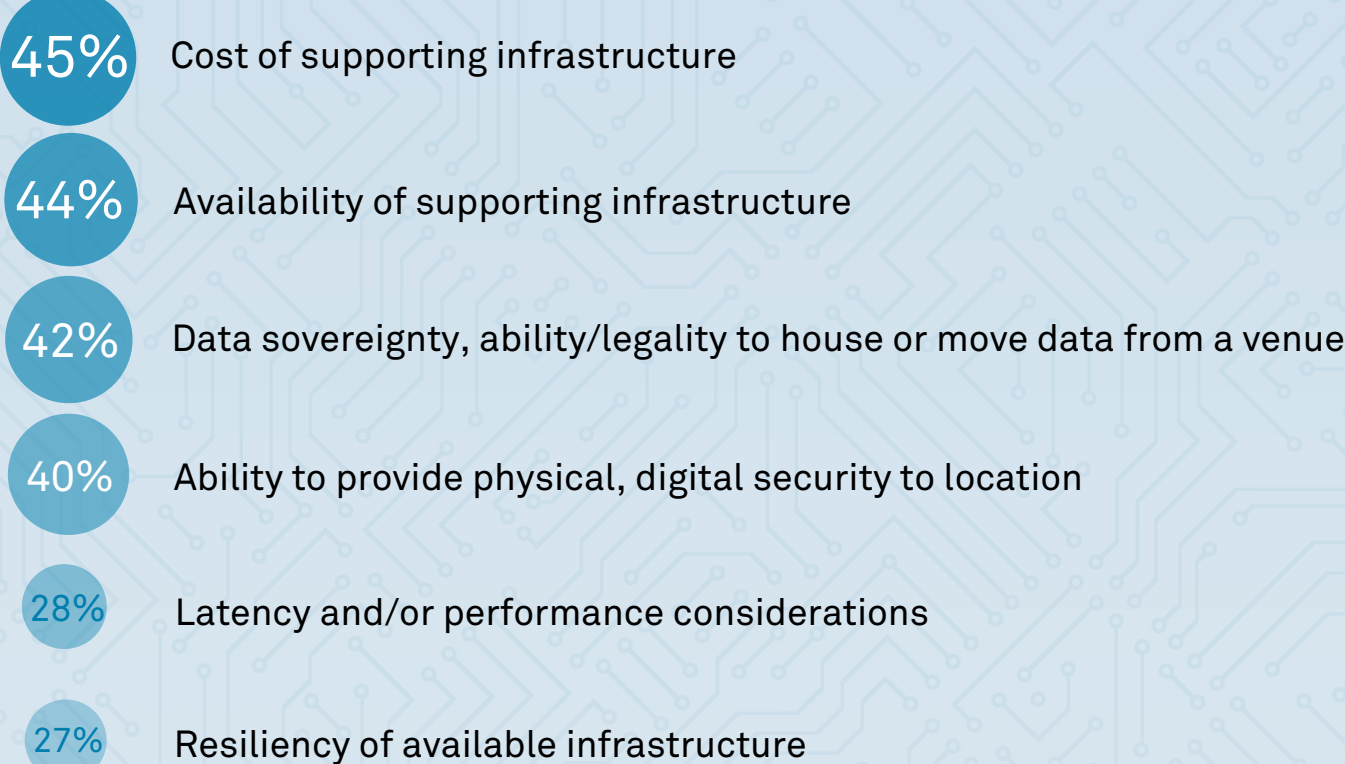 45% Cost of supporting infrastructure
44% Availability of supporting infrastructure
42% Data sovereignty, ability/legality to house or move data from a venue
40% Ability to provide physical, digital security to location
28% Latency and/or performance considerations
27% Resiliency of available infrastructure